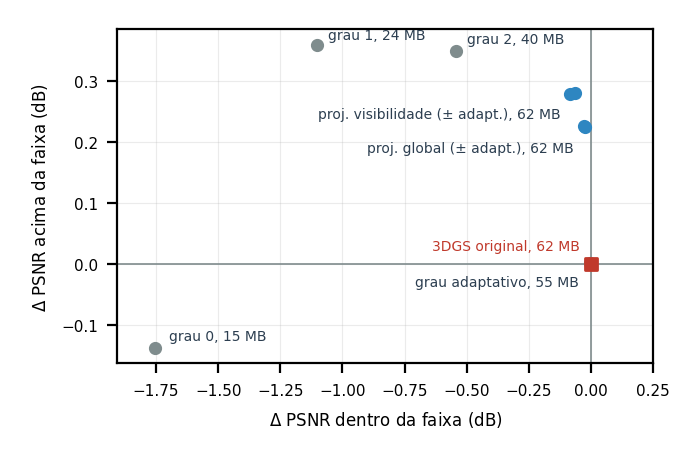 grau 1, 24 MB
grau 2, 40 MB
proj. visibilidade (± adapt.), 62 MB
proj. global (± adapt.), 62 MB
3DGS original, 62 MB
grau adaptativo, 55 MB
grau 0, 15 MB
Δ PSNR acima da faixa (dB)
0.3
0.2
0.1
0.0
−0.1
−1.75 −1.50 −1.25 −1.00 −0.75 −0.50 −0.25 0.00 0.25
Δ PSNR dentro da faixa (dB)